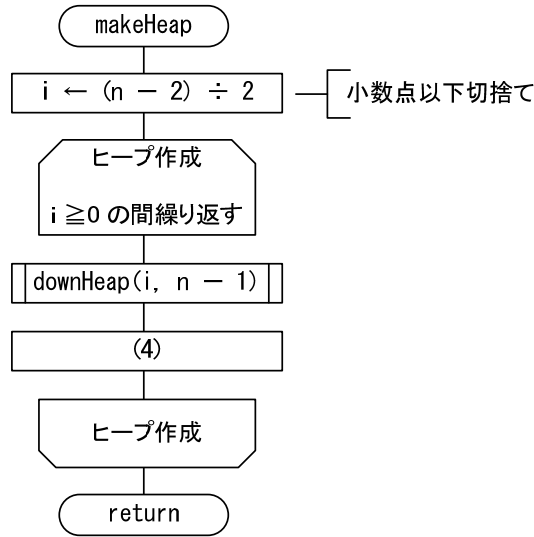 makeHeap
i ← (n － 2) ÷ 2
小数点以下切捨て
ヒープ作成
i ≧0 の間繰り返す
downHeap(i, n － 1)
(4)
ヒープ作成
return